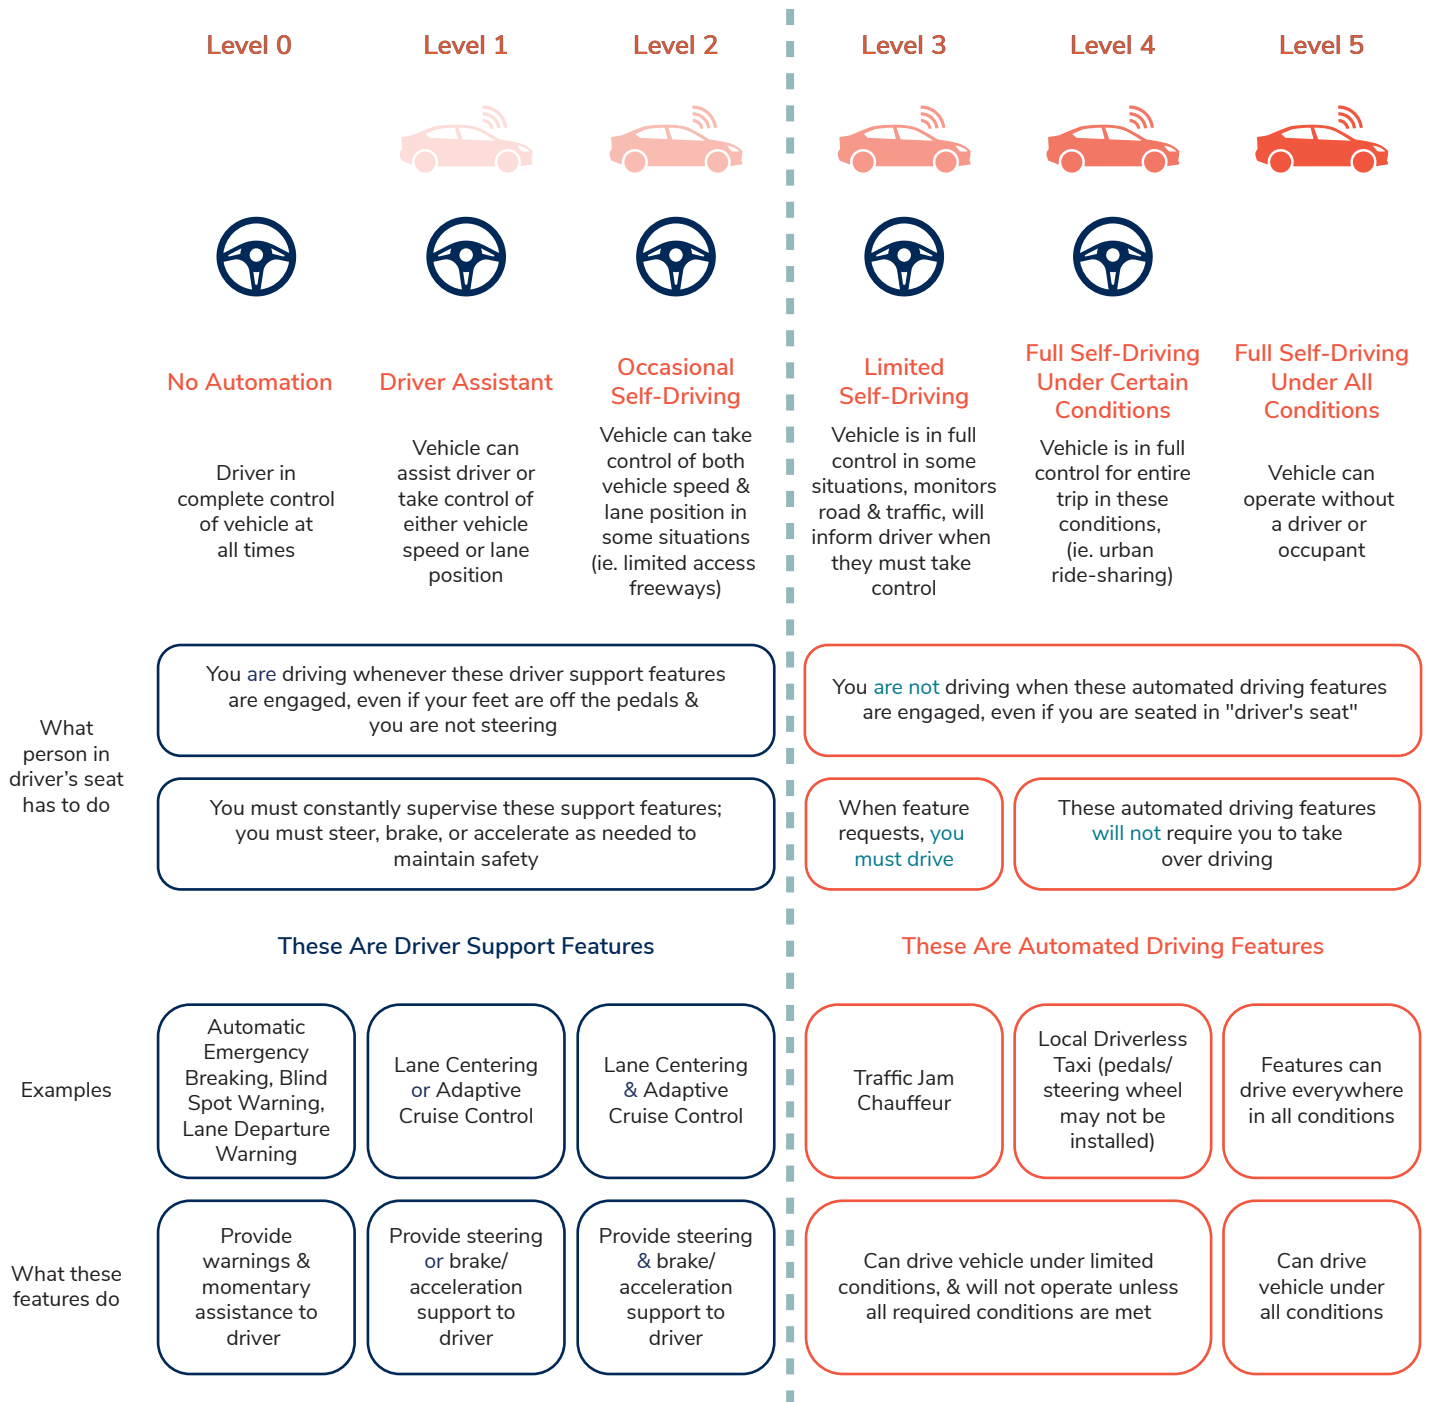 Level 0
Level 1
Level 2
Level 3
Level 4
Level 5
No Automation
Driver Assistant
Occasional
Self-Driving
Limited
Self-Driving
Full Self-Driving
Under Certain
Conditions
Full Self-Driving
Under All
Conditions
Driver in
complete control
of vehicle at
all times
Vehicle can
assist driver or
take control of
either vehicle
speed or lane
position
Vehicle can take
control of both
vehicle speed &
lane position in
some situations
(ie. limited access
freeways)
Vehicle is in full
control in some
situations, monitors
road & traffic, will
inform driver when
they must take
control
Vehicle is in full
control for entire
trip in these
conditions,
(ie. urban
ride-sharing)
Vehicle can
operate without
a driver or
occupant
What
person in
driver’s seat
has to do
You are driving whenever these driver support features
are engaged, even if your feet are off the pedals &
you are not steering
You are not driving when these automated driving features
are engaged, even if you are seated in "driver's seat"
You must constantly supervise these support features;
you must steer, brake, or accelerate as needed to
maintain safety
When feature
requests, you
must drive
These automated driving features
will not require you to take
over driving
These Are Driver Support Features
These Are Automated Driving Features
Examples
Automatic
Emergency
Breaking, Blind
Spot Warning,
Lane Departure
Warning
Lane Centering
or Adaptive
Cruise Control
Lane Centering
& Adaptive
Cruise Control
Traffic Jam
Chauffeur
Local Driverless
Taxi (pedals/
steering wheel
may not be
installed)
Features can
drive everywhere
in all conditions
What these
features do
Provide
warnings &
momentary
assistance to
driver
Provide steering
or brake/
acceleration
support to
driver
Provide steering
& brake/
acceleration
support to
driver
Can drive vehicle under limited
conditions, & will not operate unless
all required conditions are met
Can drive
vehicle under
all conditions